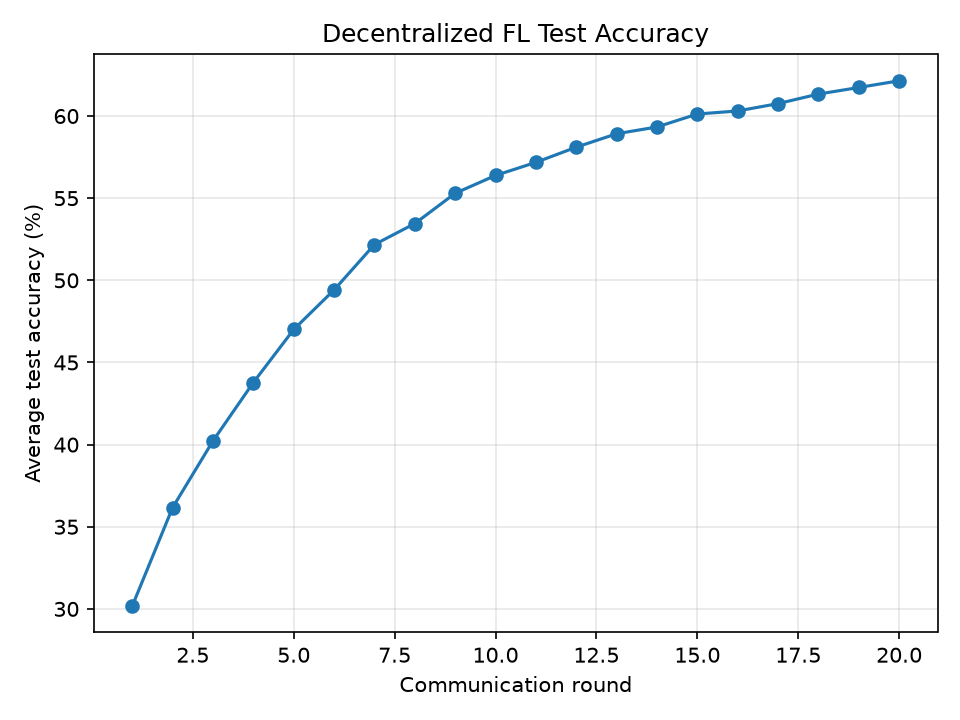 Decentralized FL Test Accuracy
Average test accuracy (%)
60
55
50
45
40
35
30
2.5 5.0 7.5 10.0 12.5 15.0 17.5 20.0
Communication round